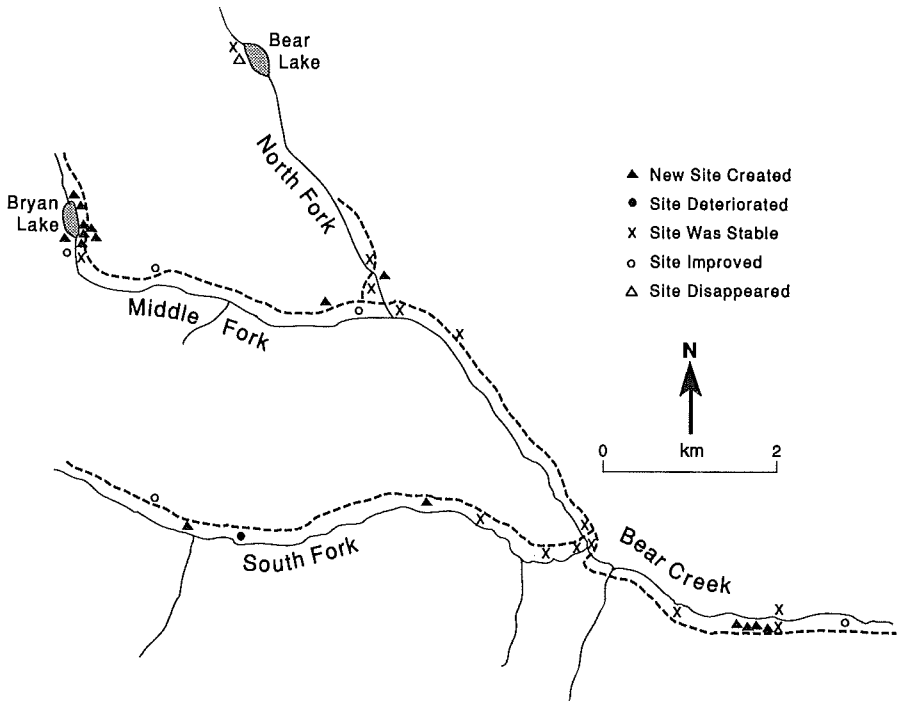 Bear
Lake
North Fork
Bryan
Lake
New Site Created
Site Deteriorated
X Site Was Stable
Site Improved
Site Disappeared
Middle Fork
N
0 km 2
South Fork
Bear Creek